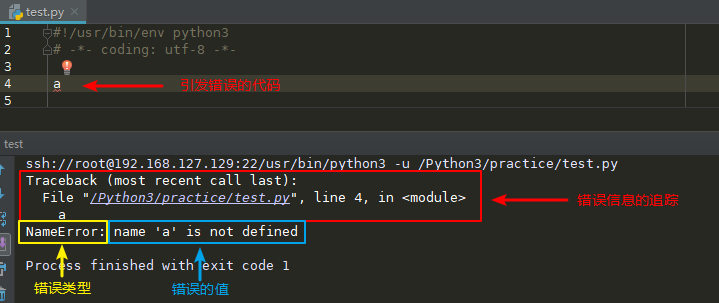 test.py ×
1 #!/usr/bin/env python3
2 # -*- coding: utf-8 -*-
3
4 a 引发错误的代码
5
test
ssh://root@192.168.127.129:22/usr/bin/python3 -u /Python3/practice/test.py
Traceback (most recent call last):
File "/Python3/practice/test.py", line 4, in <module>
错误信息的追踪
a
NameError: name 'a' is not defined
Process finished with exit code 1
错误类型 错误的值